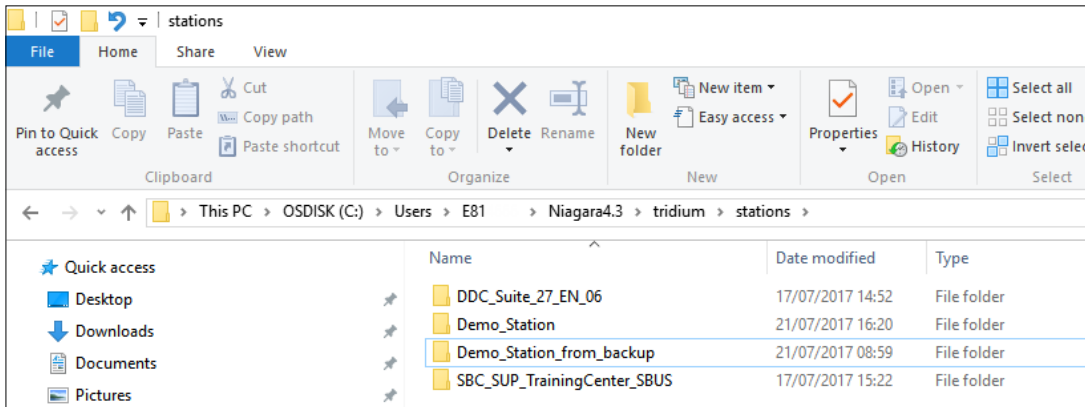 stations
File Home Share View
Pin to Quick access
Copy
Paste
Cut
Copy path
Paste shortcut
Clipboard
Move to
Copy to
Delete
Rename
Organize
New folder
New item
Easy access
New
Properties
Open
Edit
History
Open
Select all
Select non
Invert selec
Select
This PC > OSDISK (C:) > Users > E81 > Niagara4.3 > tridium > stations >
Quick access
Desktop
Downloads
Documents
Pictures
Name Date modified Type
DDC_Suite_27_EN_06 17/07/2017 14:52 File folder
Demo_Station 21/07/2017 16:20 File folder
Demo_Station_from_backup 21/07/2017 08:59 File folder
SBC_SUP_TrainingCenter_SBUS 17/07/2017 15:22 File folder